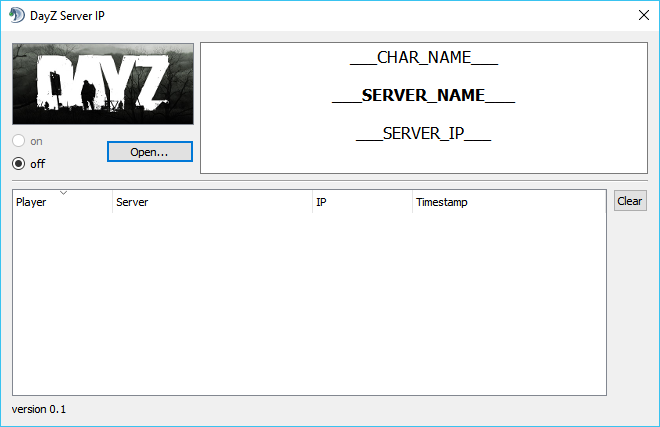 DayZ Server IP
DAYZ
___CHAR_NAME___
___SERVER_NAME___
___SERVER_IP___
on
off
Open...
Player Server IP Timestamp
Clear
version 0.1